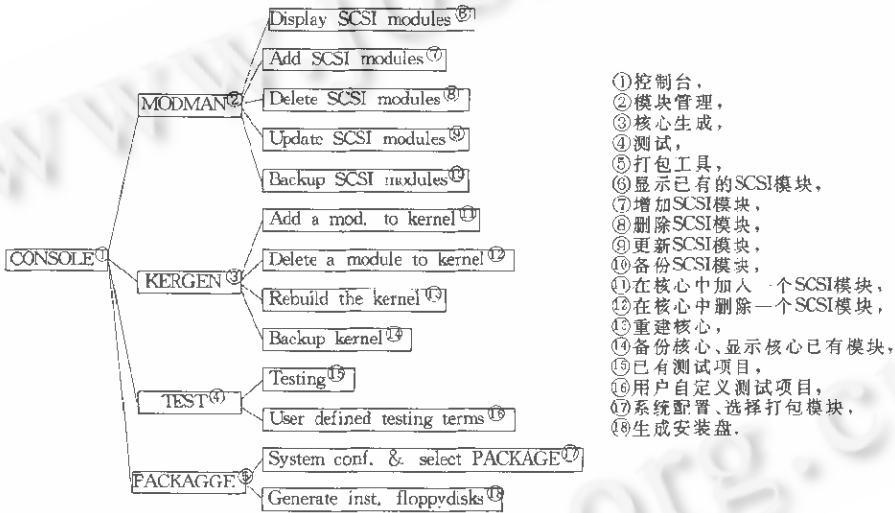 Display SCSI modules⑥
Add SCSI modules⑦
MODMAN②
Delete SCSI modules⑧
Update SCSI modules⑨
Backup SCSI modules⑩
Add a mod. to kernel⑪
CONSOLE①
Delete a module to kernel⑫
KERGEN③
Rebuild the kernel⑬
Backup kernel⑭
Testing⑮
TEST④
User defined testing terms⑯
System conf. & select PACKAGE⑰
PACKAGGE⑤
Generate inst. floppydisks⑱
①控制台,
②模块管理,
③核心生成,
④测试,
⑤打包工具,
⑥显示已有的SCSI模块,
⑦增加SCSI模块,
⑧删除SCSI模块,
⑨更新SCSI模块,
⑩备份SCSI模块,
⑪在核心中加入一个SCSI模块,
⑫在核心中删除一个SCSI模块,
⑬重建核心,
⑭备份核心、显示核心已有模块,
⑮已有测试项目,
⑯用户自定义测试项目,
⑰系统配置、选择打包模块,
⑱生成安装盘.